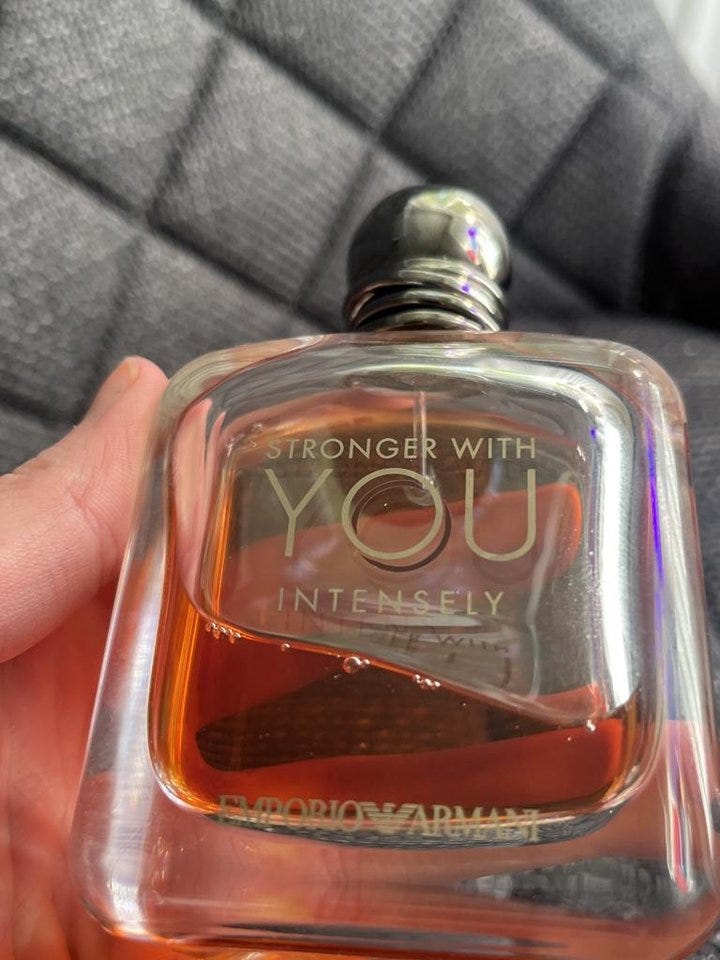 STRONGER WITH
YOU
INTENSELY
EMPORIO ARMANI